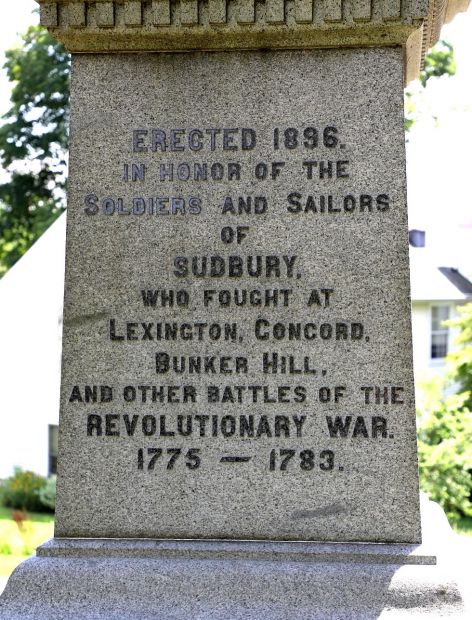 ERECTED 1896.
IN HONOR OF THE
SOLDIERS AND SAILORS
OF
SUDBURY,
WHO FOUGHT AT
LEXINGTON, CONCORD,
BUNKER HILL,
AND OTHER BATTLES OF THE
REVOLUTIONARY WAR.
1775 — 1783.